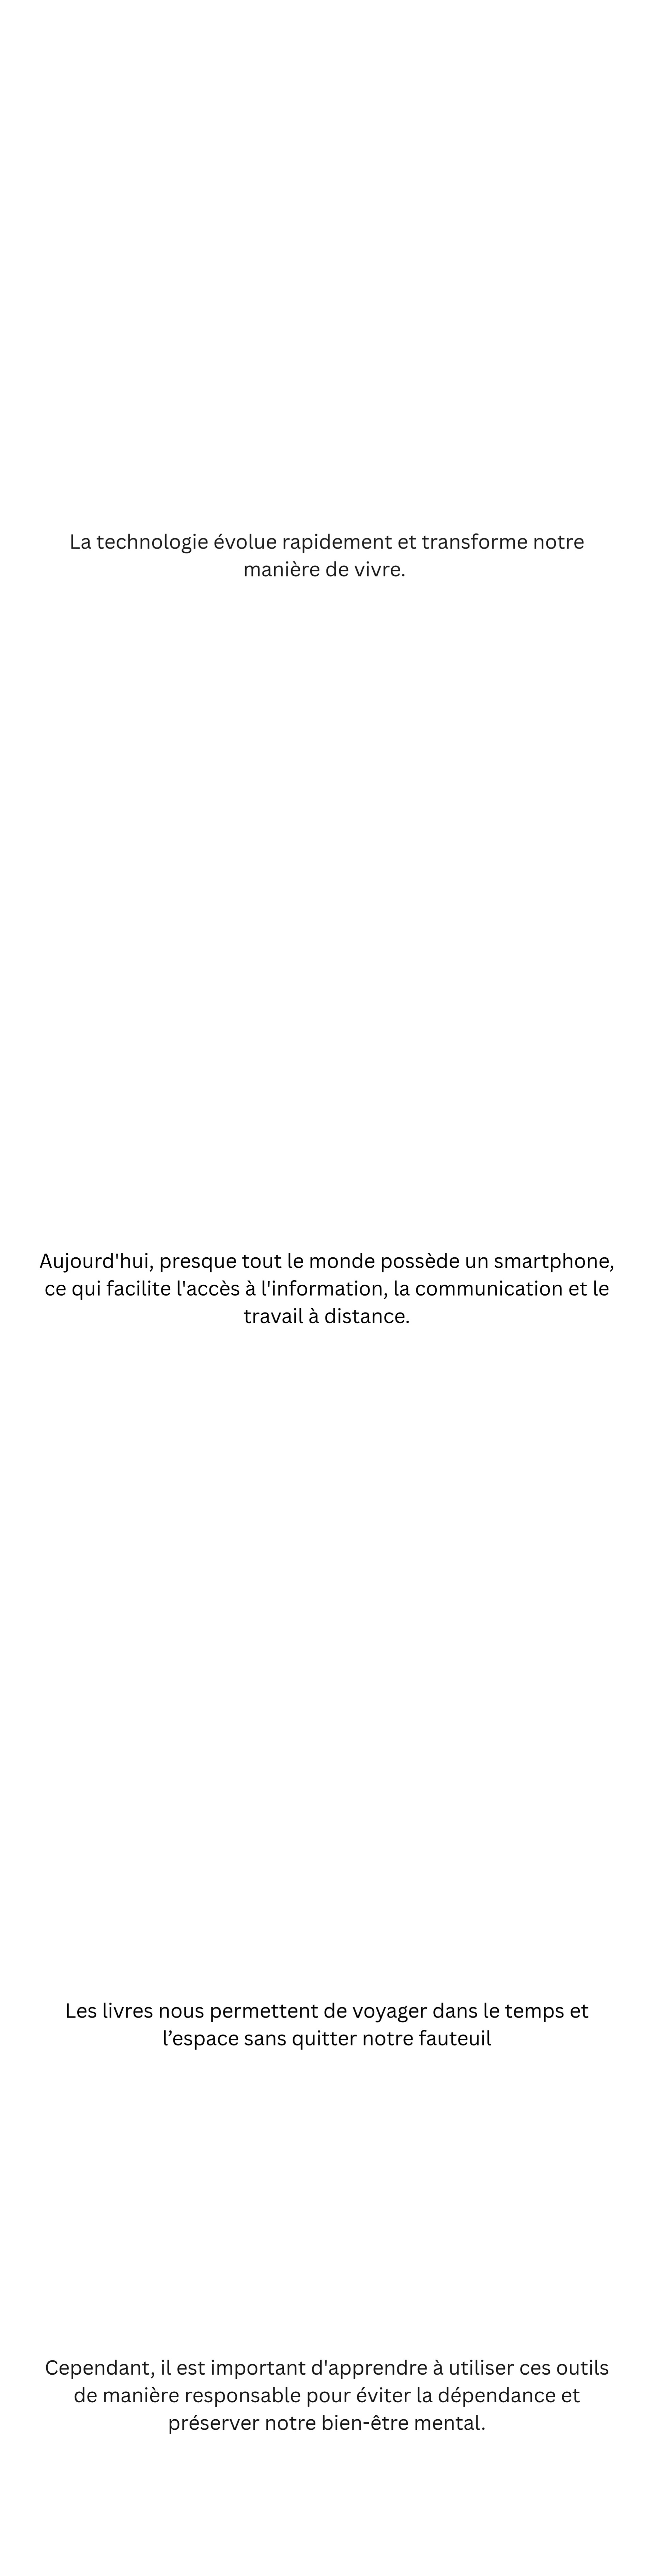 La technologie évolue rapidement et transforme notre
manière de vivre.
Aujourd'hui, presque tout le monde possède un smartphone,
ce qui facilite l'accès à l'information, la communication et le
travail à distance.
Les livres nous permettent de voyager dans le temps et
l’espace sans quitter notre fauteuil
Cependant, il est important d'apprendre à utiliser ces outils
de manière responsable pour éviter la dépendance et
préserver notre bien-être mental.